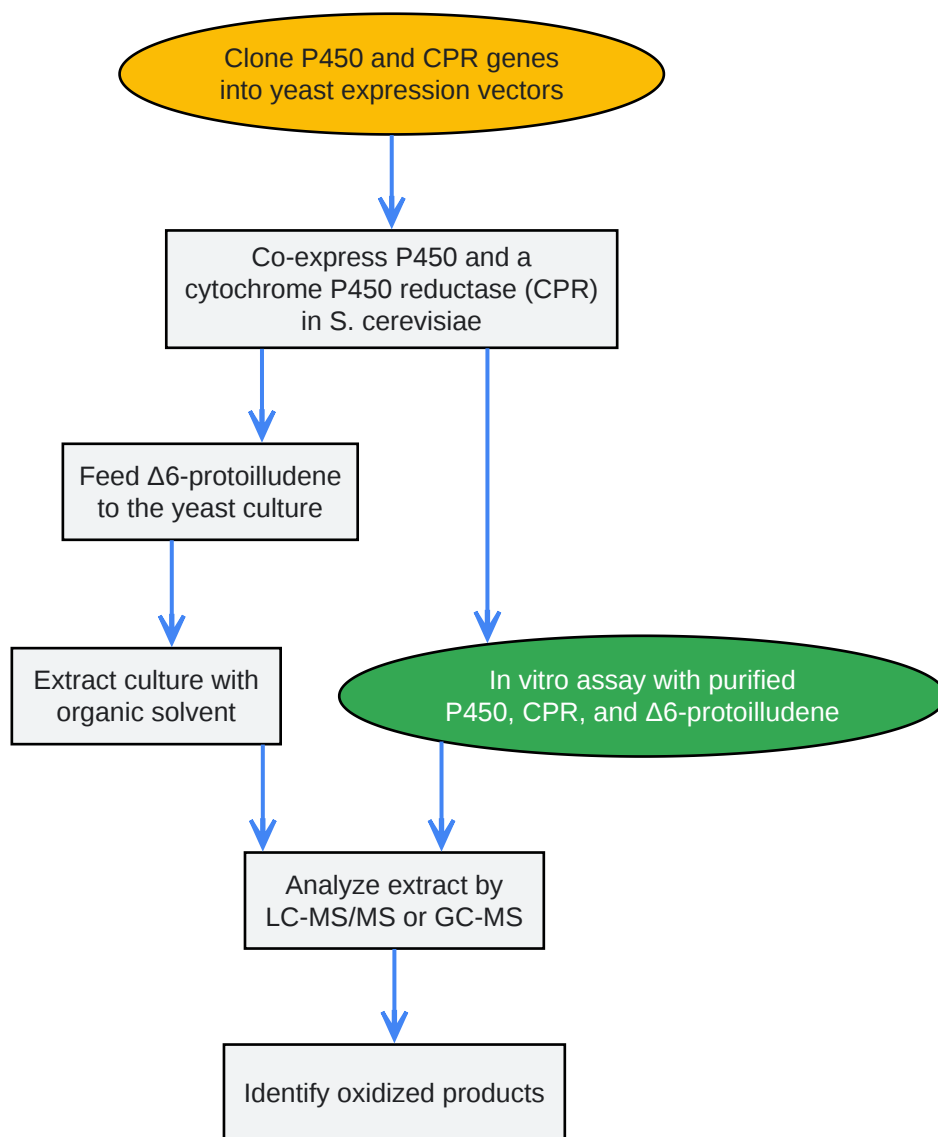 Clone P450 and CPR genes
into yeast expression vectors
Co-express P450 and a
cytochrome P450 reductase (CPR)
in S. cerevisiae
Feed Δ6-protoilludene
to the yeast culture
Extract culture with
organic solvent
In vitro assay with purified
P450, CPR, and Δ6-protoilludene
Analyze extract by
LC-MS/MS or GC-MS
Identify oxidized products